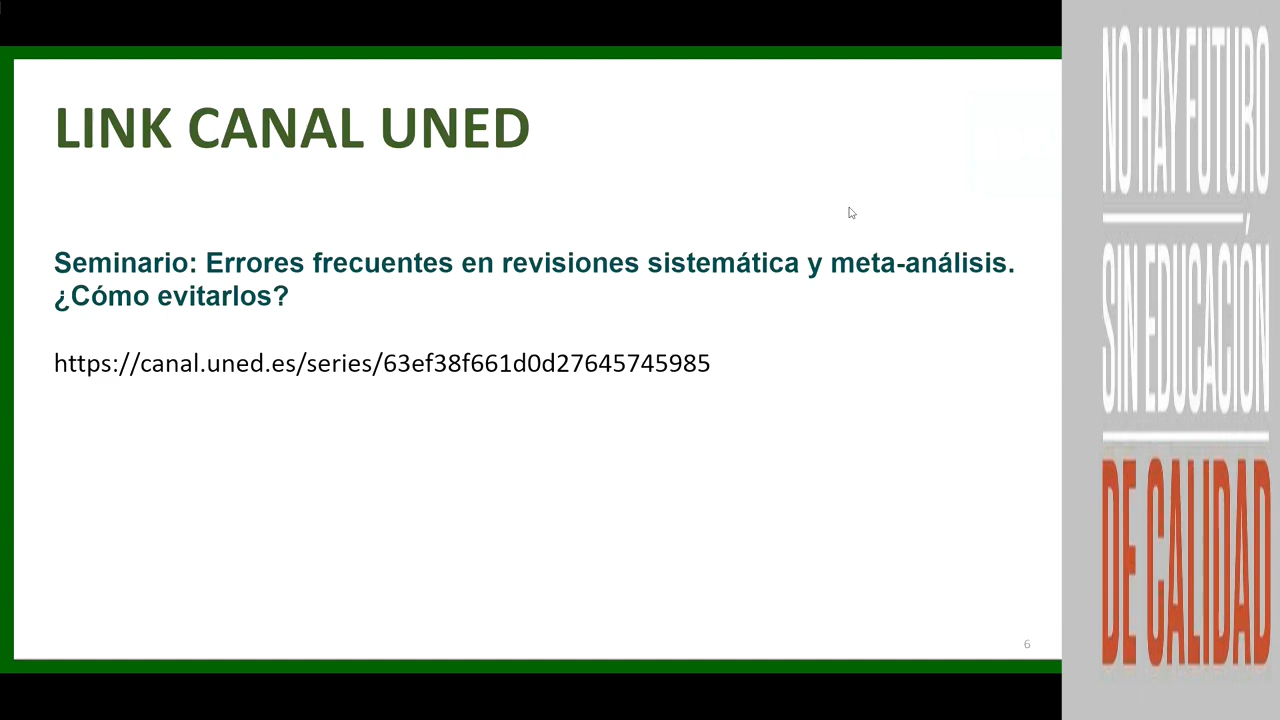 LINK CANAL UNED
Seminario: Errores frecuentes en revisiones sistemática y meta-análisis.
¿Cómo evitarlos?
https://canal.uned.es/series/63ef38f661d0d27645745985
6
NO HAY FUTURO
SIN EDUCACIÓN
DE CALIDAD